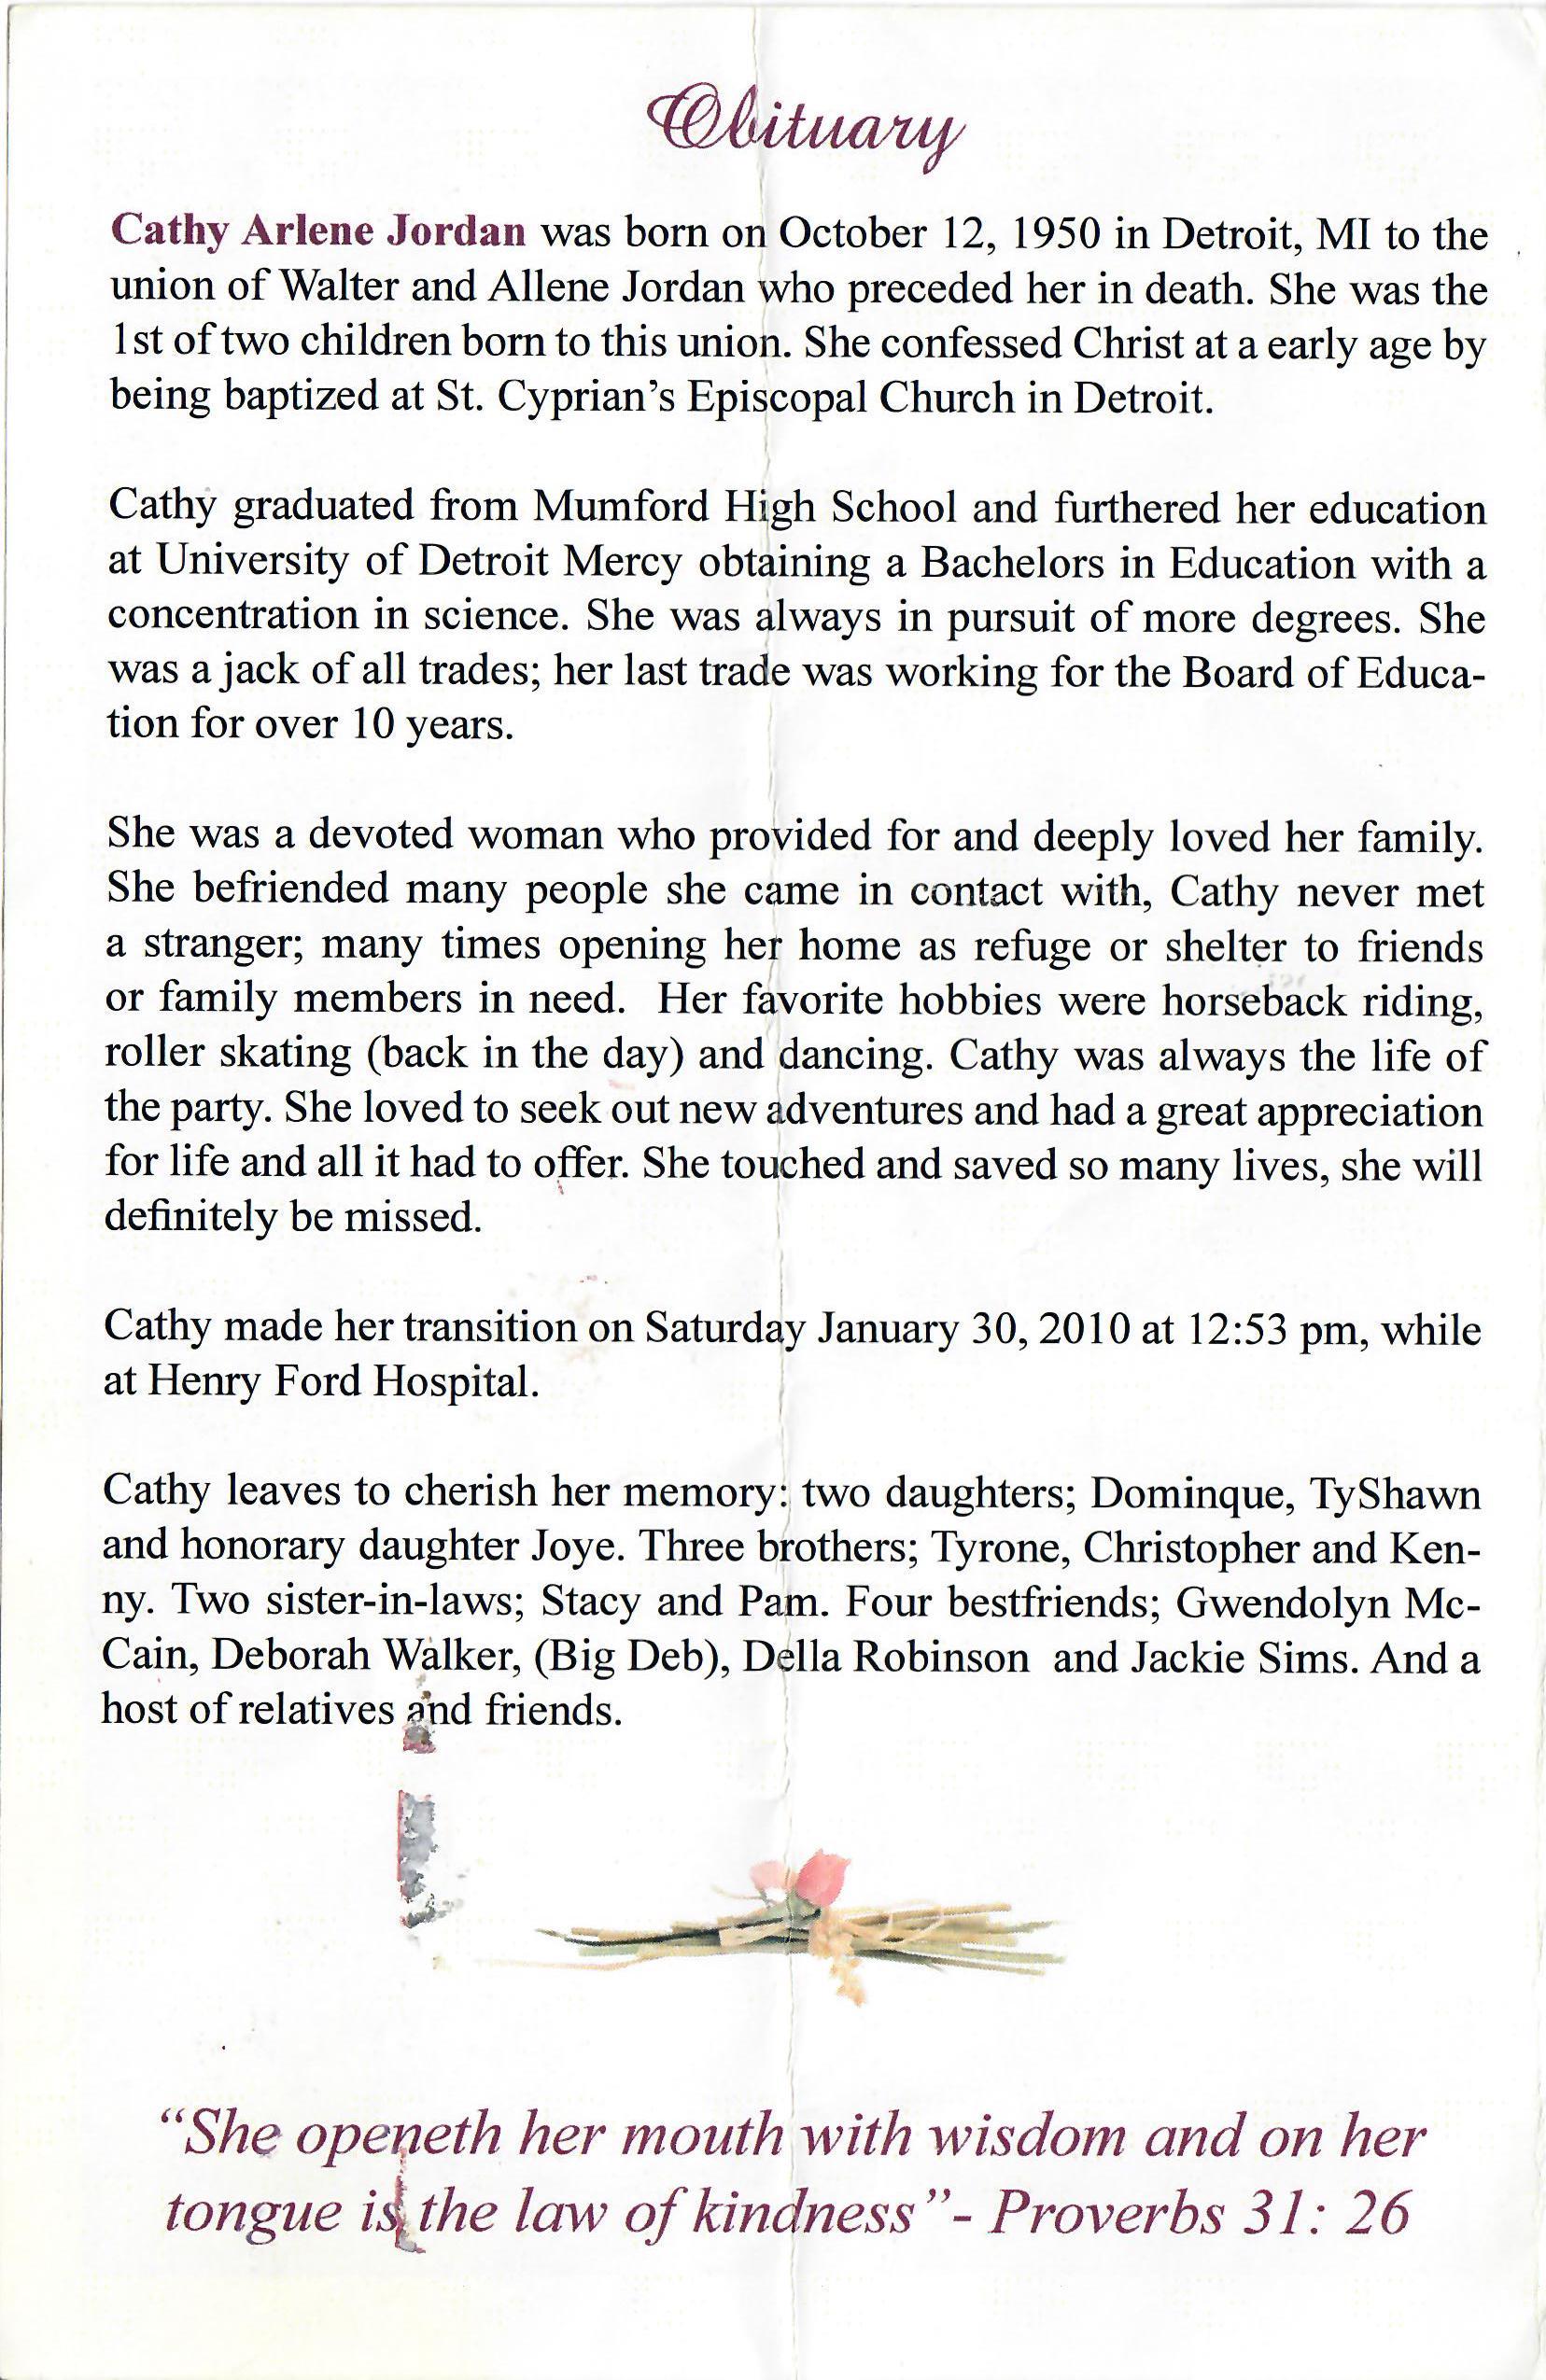 Obituary
Cathy Arlene Jordan was born on October 12, 1950 in Detroit, MI to the
union of Walter and Allene Jordan who preceded her in death. She was the
1st of two children born to this union. She confessed Christ at a early age by
being baptized at St. Cyprian's Episcopal Church in Detroit.
Cathy graduated from Mumford High School and furthered her education
at University of Detroit Mercy obtaining a Bachelors in Education with a
concentration in science. She was always in pursuit of more degrees. She
was a jack of all trades; her last trade was working for the Board of Educa-
tion for over 10 years.
She was a devoted woman who provided for and deeply loved her family.
She befriended many people she came in contact with, Cathy never met
a stranger; many times opening her home as refuge or shelter to friends
or family members in need.  Her favorite hobbies were horseback riding,
roller skating (back in the day) and dancing. Cathy was always the life of
the party. She loved to seek out new adventures and had a great appreciation
for life and all it had to offer. She touched and saved so many lives, she will
definitely be missed.
Cathy made her transition on Saturday January 30, 2010 at 12:53 pm, while
at Henry Ford Hospital.
Cathy leaves to cherish her memory: two daughters; Dominque, TyShawn
and honorary daughter Joye. Three brothers; Tyrone, Christopher and Ken-
ny. Two sister-in-laws; Stacy and Pam. Four bestfriends; Gwendolyn Mc-
Cain, Deborah Walker, (Big Deb), Della Robinson  and Jackie Sims. And a
host of relatives and friends.
“She openeth her mouth with wisdom and on her
tongue is the law of kindness”- Proverbs 31: 26